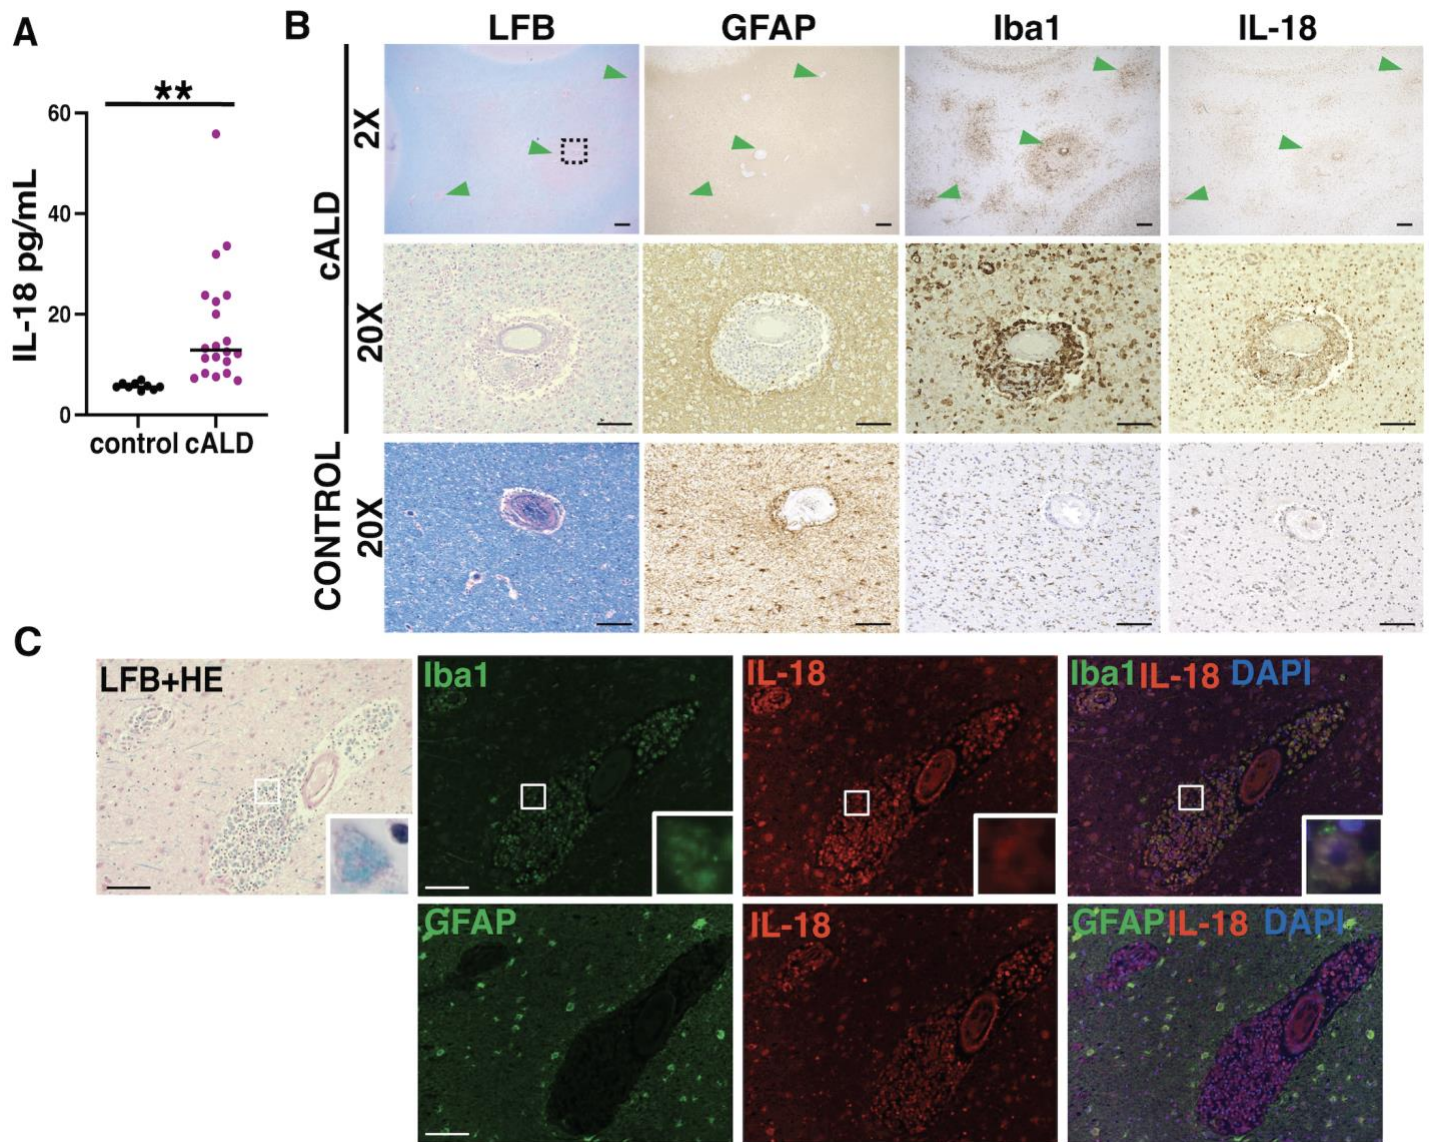 A
**
IL-18 pg/mL
60
40
20
0
control cALD
B
LFB GFAP Iba1 IL-18
cALD
2X
20X
CONTROL
20X
C
LFB+HE
Iba1
IL-18
Iba1 IL-18 DAPI
GFAP
IL-18
GFAP IL-18 DAPI